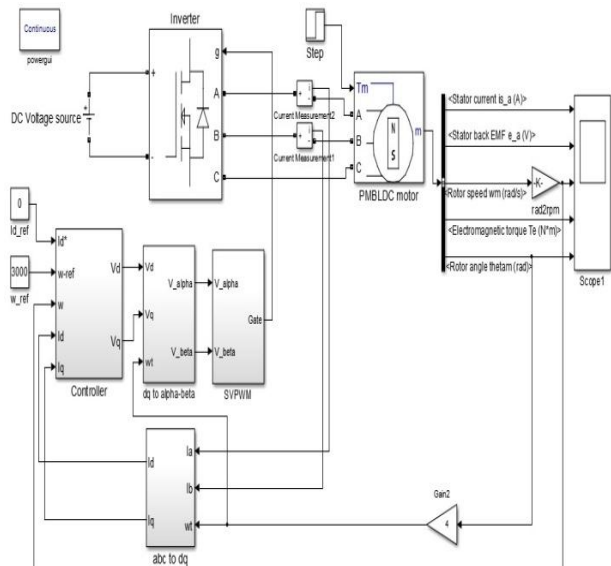 Continuous
powergui
DC Voltage source
+
-
Inverter
+
-
g
A
B
C
Current Measurement2
Current Measurement1
Step
Tm
A
B
C
m
N
S
PMBLDC motor
<Stator current is_a (A)>
<Stator back EMF e_a (V)>
<Rotor speed wm (rad/s)>
<Electromagnetic torque Te (N*m)>
<Rotor angle thetam (rad)>
-K-
rad2rpm
Scope1
0
Id_ref
3000
w_ref
Id*
w-ref
w
Id
Iq
Vd
Vq
Controller
Vd
Vq
wt
V_alpha
V_beta
dq to alpha-beta
V_alpha
V_beta
Gate
SVPWM
Id
Iq
Ia
Ib
wt
abc to dq
Gain2
4